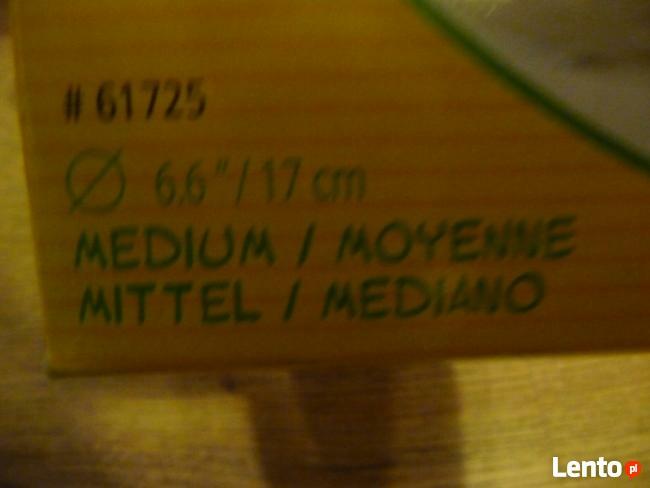 # 61725
Ø 6.6"/17 cm
MEDIUM / MOYENNE
MITTEL / MEDIANO
Lento.pl